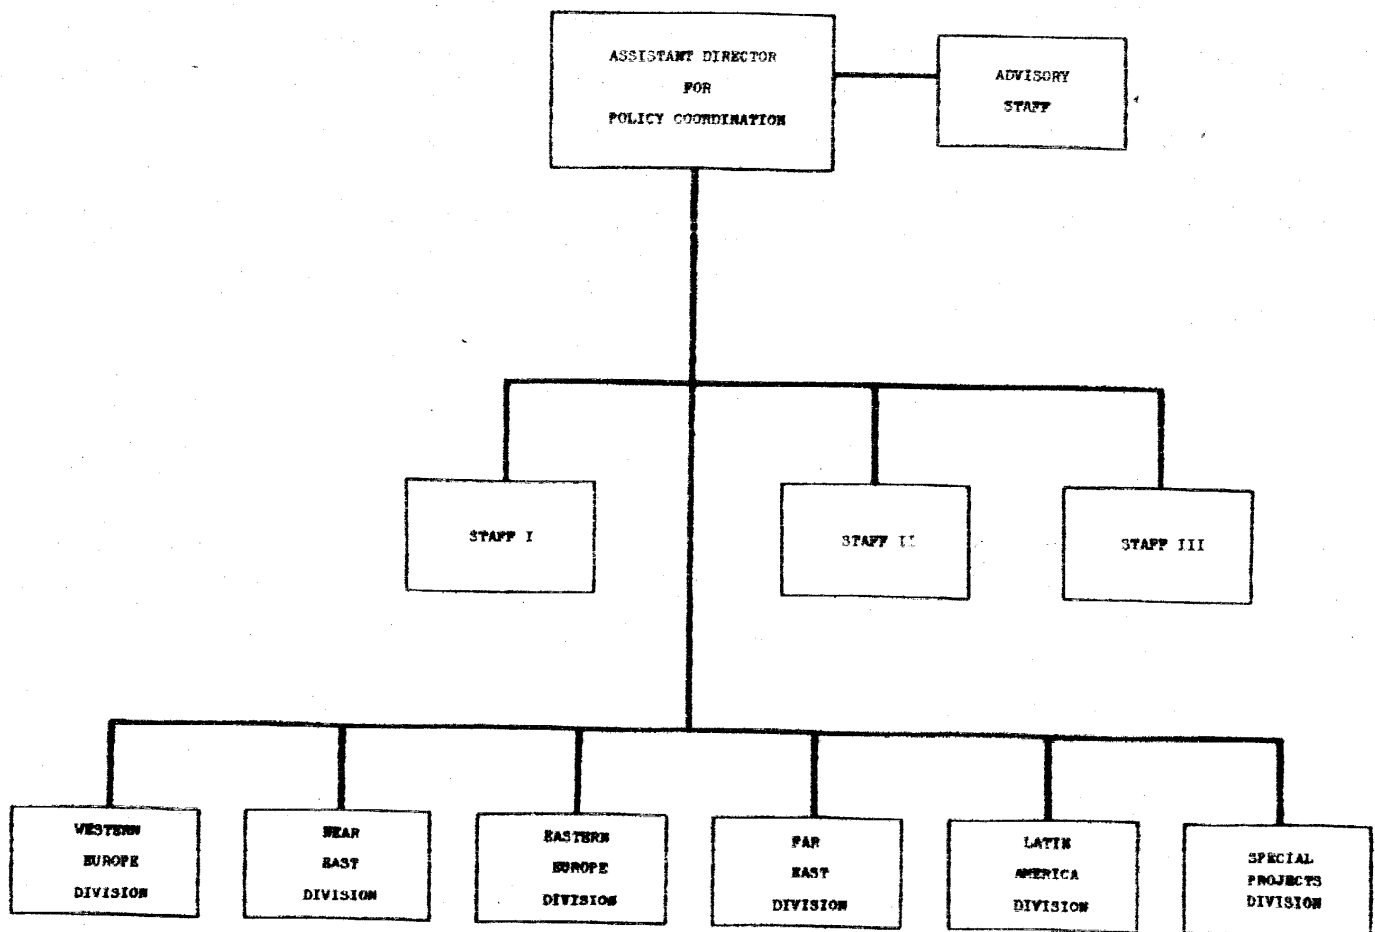 ASSISTANT DIRECTOR
FOR
POLICY COORDINATION
ADVISORY
STAFF
STAFF I
STAFF II
STAFF III
WESTERN
EUROPE
DIVISION
NEAR
EAST
DIVISION
EASTERN
EUROPE
DIVISION
FAR
EAST
DIVISION
LATIN
AMERICA
DIVISION
SPECIAL
PROJECTS
DIVISION